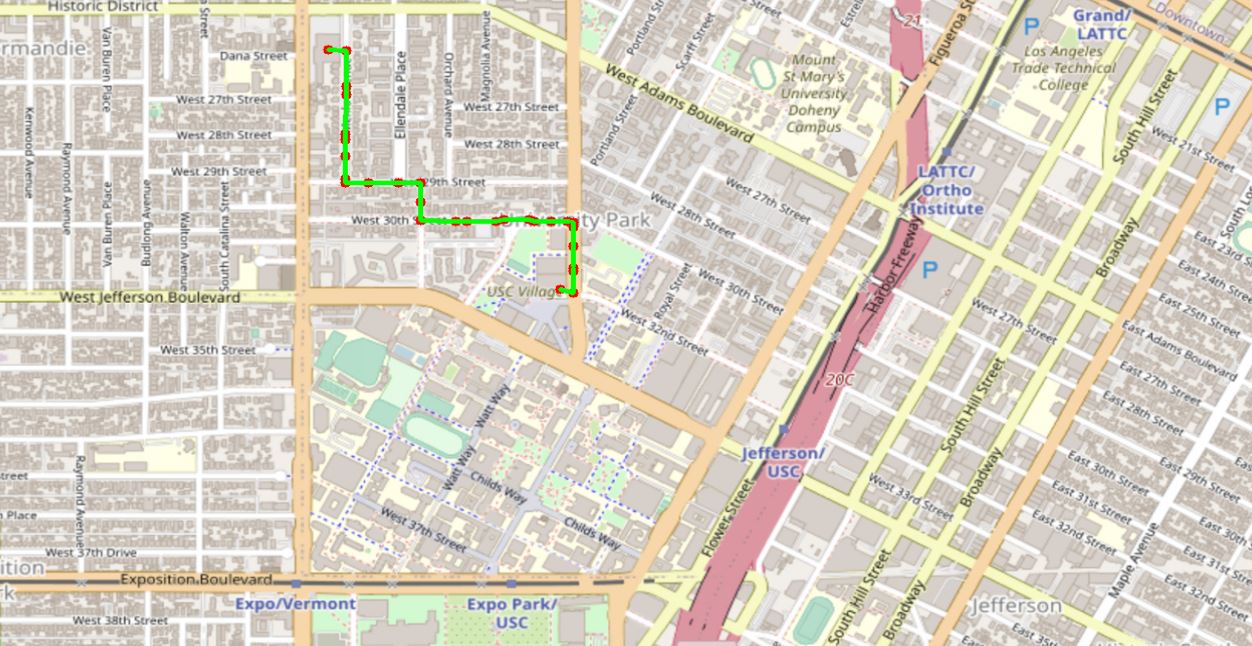 Historic District
rmandie
Dana Street
Van Buren Place
Kenwood Avenue
Raymond Avenue
West 27th Street
West 28th Street
West 29th Street
Van Buren Place
Budlong Avenue
Walton Avenue
South Catalina Street
West Jefferson Boulevard
West 35th Street
Raymond Avenue
West 37th Drive
Exposition Boulevard
West 38th Street
Expo/Vermont
Expo Park/
USC
Ellendale Place
Orchard Avenue
Magnolia Avenue
West 27th Street
West 28th Street
29th Street
West 30th S
ity Park
USC Villag
Watt Way
Watt Way
Childs Way
Childs Way
West 37th Street
Portland St
Scarff Street
Portland Street
Estre
West Adams Boulevard
Mount
St Mary's
University
Doheny
Campus
West 27th Street
West 28th Street
West 30th Street
Royal Street
West 32nd Street
21
Figueroa St
P
Grand/
LATTC
Downtown
Los Angeles
Trade Technical
College
South Hill Street
P
West 21st Street
LATTC/
Ortho
Institute
Broadway
South Lo
East 23rd S
East 24th Street
East 25th Street
East Adams Boulevard
P
Harbor Freeway
West 27th Street
20C
East 27th Street
East 28th Street
East 29th Street
East 30th Street
East 30t
East 31st Street
East 31st Street
East 32nd Street
East 32nd Street
South Hill Street
Broadway
Jefferson/
USC
West 33rd Street
Flower Street
Maple Avenue
South Hill Street
Broadway
Jefferson
East 35t
treet
n Place
ition
rk